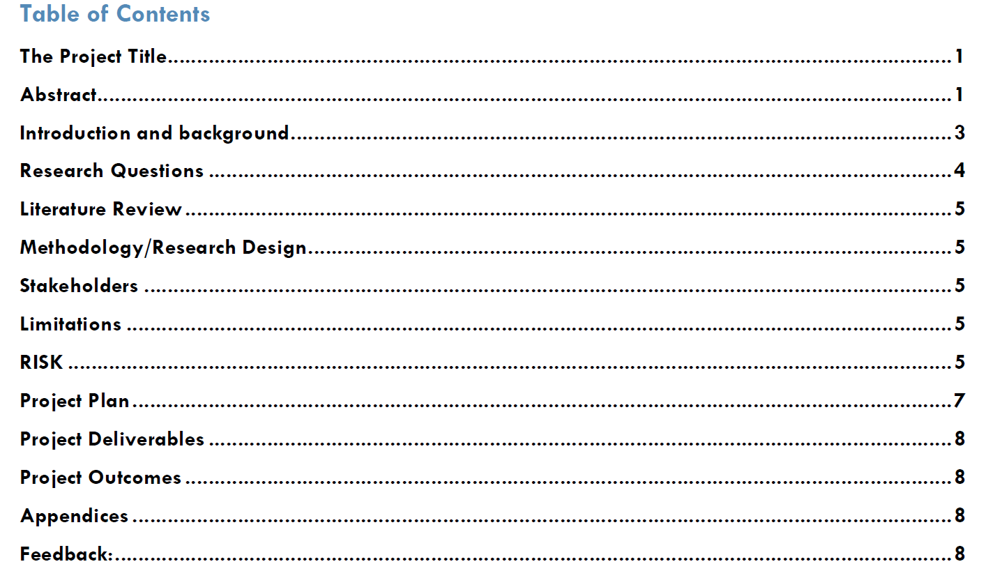 Table of Contents
The Project Title........................................................................................................................................1
Abstract....................................................................................................................................................1
Introduction and background...................................................................................................................3
Research Questions .................................................................................................................................4
Literature Review.....................................................................................................................................5
Methodology/Research Design................................................................................................................5
Stakeholders ............................................................................................................................................5
Limitations ...............................................................................................................................................5
RISK .........................................................................................................................................................5
Project Plan..............................................................................................................................................7
Project Deliverables .................................................................................................................................8
Project Outcomes.....................................................................................................................................8
Appendices ..............................................................................................................................................8
Feedback:.................................................................................................................................................8